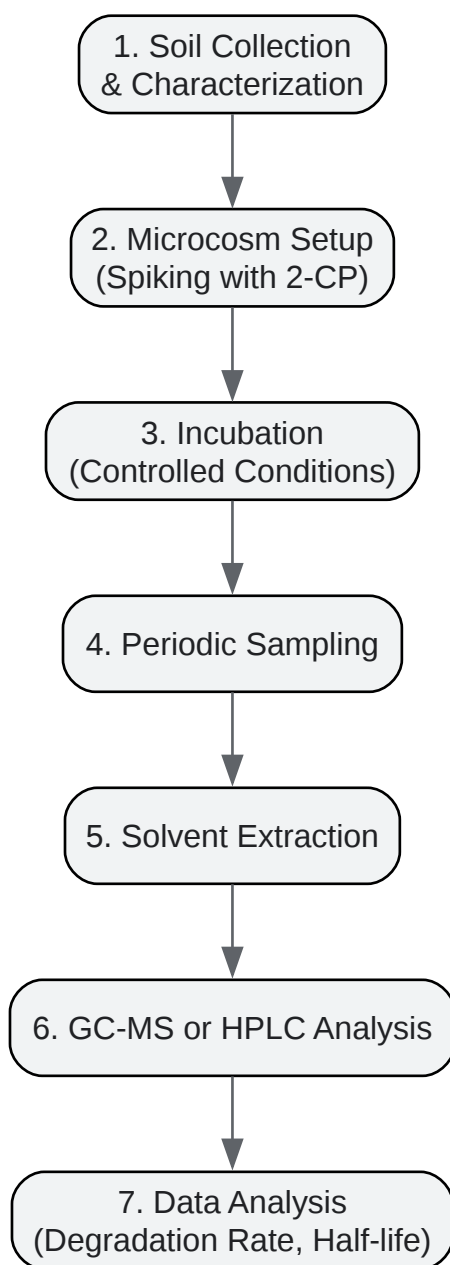 1. Soil Collection
& Characterization
2. Microcosm Setup
(Spiking with 2-CP)
3. Incubation
(Controlled Conditions)
4. Periodic Sampling
5. Solvent Extraction
6. GC-MS or HPLC Analysis
7. Data Analysis
(Degradation Rate, Half-life)